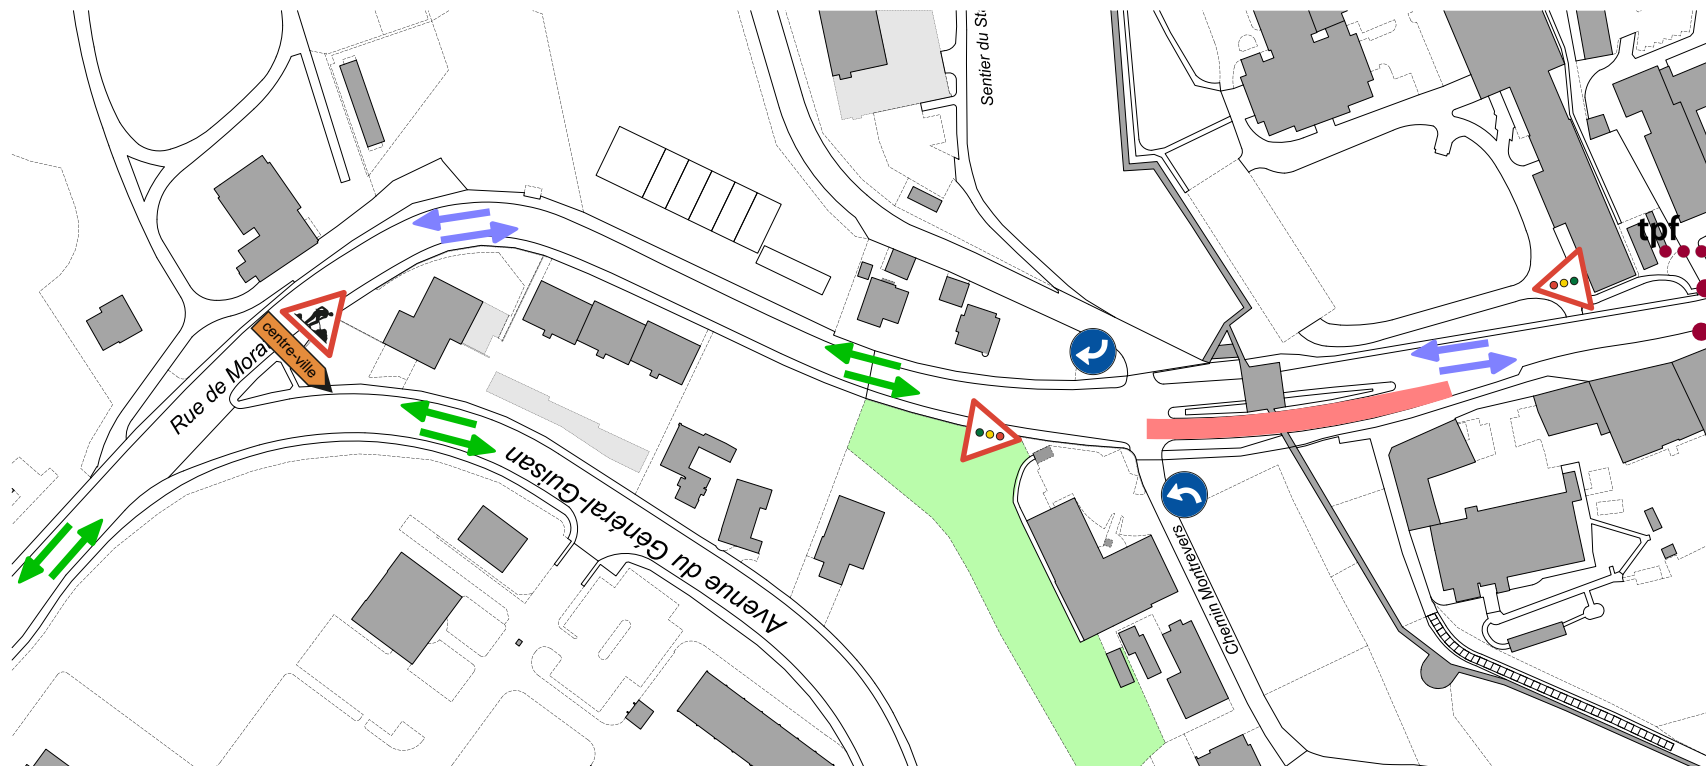 Sentier du St
tpf
centre-ville
Rue de Morat
Avenue du Général-Guisan
Chemin Montrevers